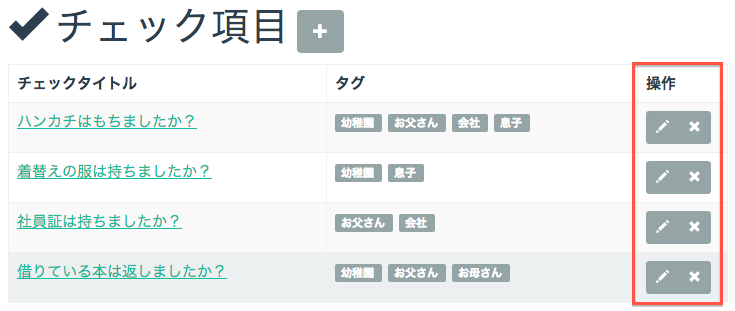 チェック項目
チェックタイトル タグ 操作
ハンカチはもちましたか？ 幼稚園 お父さん 会社 息子
着替えの服は持ちましたか？ 幼稚園 息子
社員証は持ちましたか？ お父さん 会社
借りている本は返しましたか？ 幼稚園 お父さん お母さん